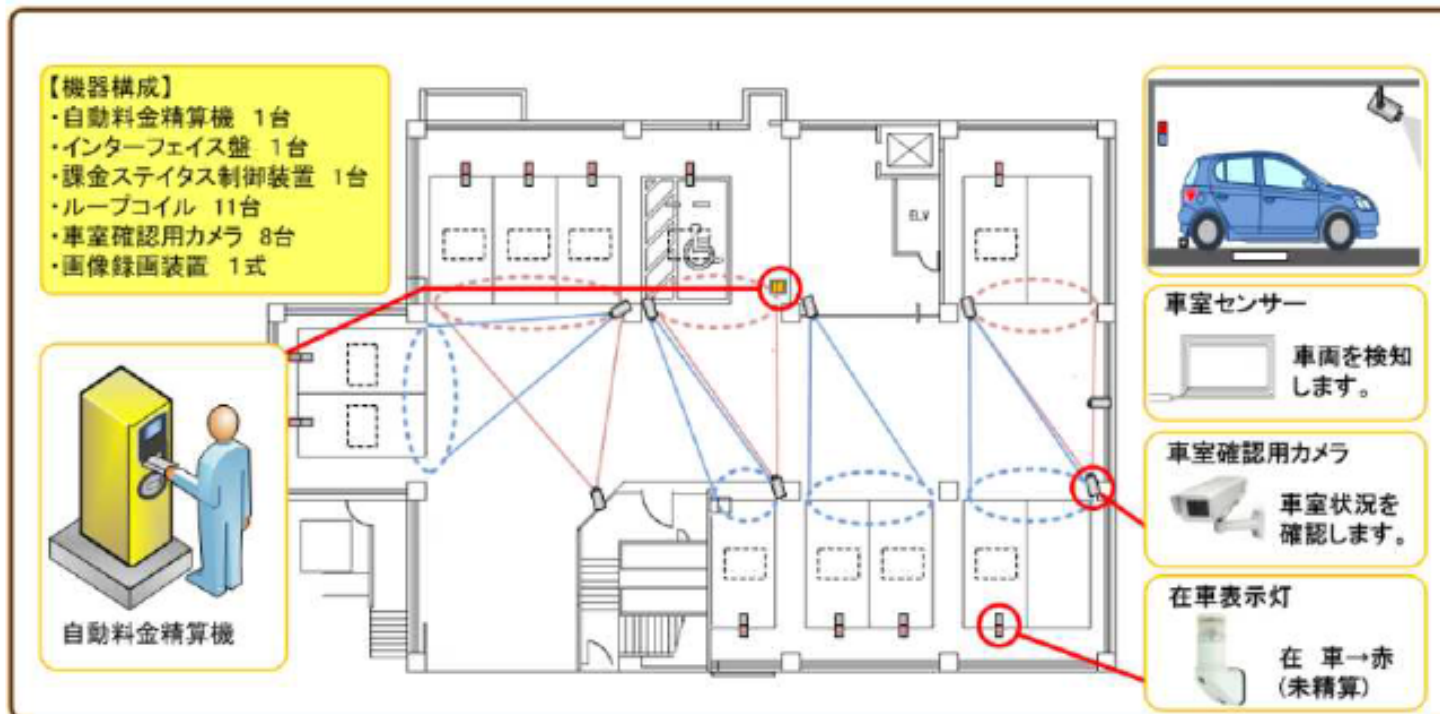 【機器構成】
・自動料金精算機 1台
・インターフェイス盤 1台
・課金ステイタス制御装置 1台
・ループコイル 11台
・車室確認用カメラ 8台
・画像録画装置 1式
ELV
自動料金精算機
車室センサー
車両を検知
します。
車室確認用カメラ
車室状況を
確認します。
在車表示灯
在 車→赤
(未精算)